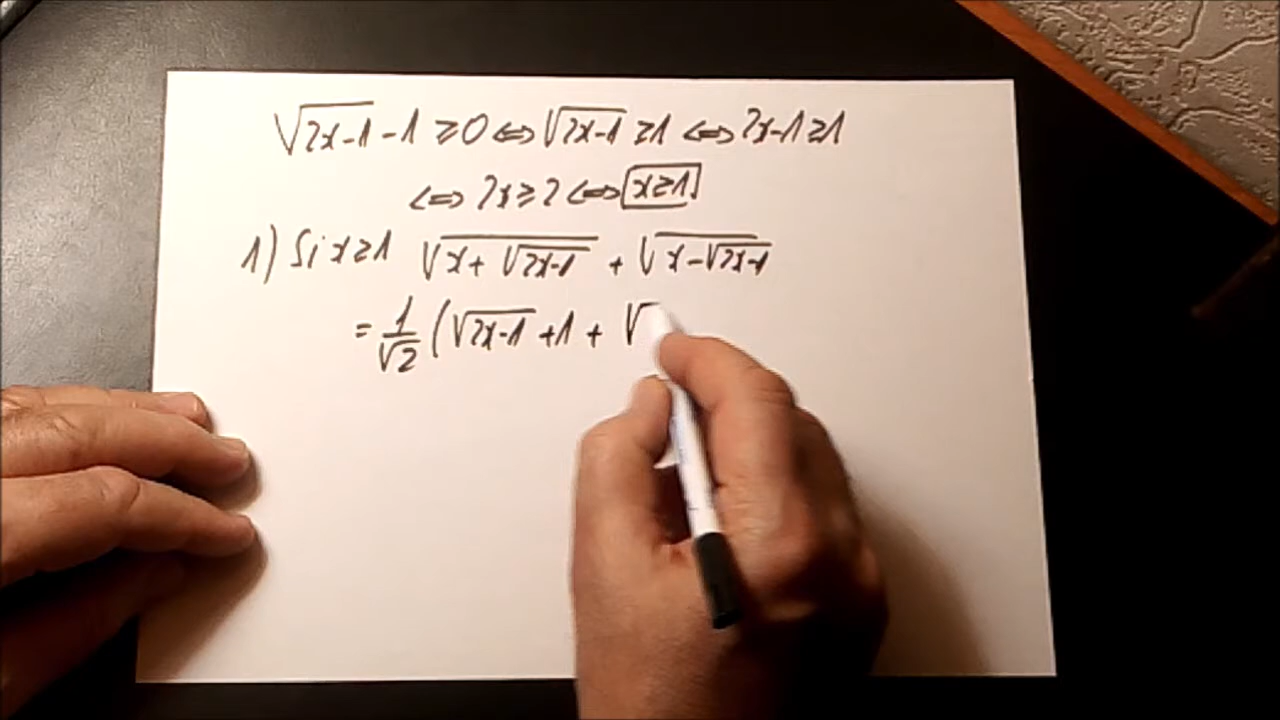 √(2x-1) - 1 ≥ 0 ⇔ √(2x-1) ≥ 1 ⇔ 2x-1 ≥ 1
⇔ 2x ≥ 2 ⇔ x ≥ 1
1) Si x ≥ 1 √(x + √(2x-1)) + √(x - √(2x-1))
= 1/√2 (√(2x-1) + 1 + √